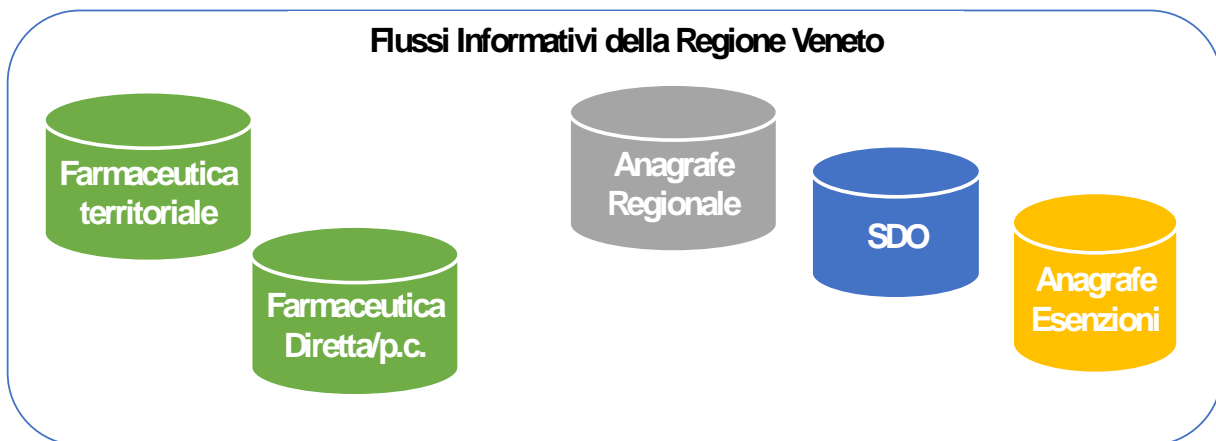 Flussi Informativi della Regione Veneto
Farmaceutica
territoriale
Farmaceutica
Diretta/p.c.
Anagrafe
Regionale
SDO
Anagrafe
Esenzioni